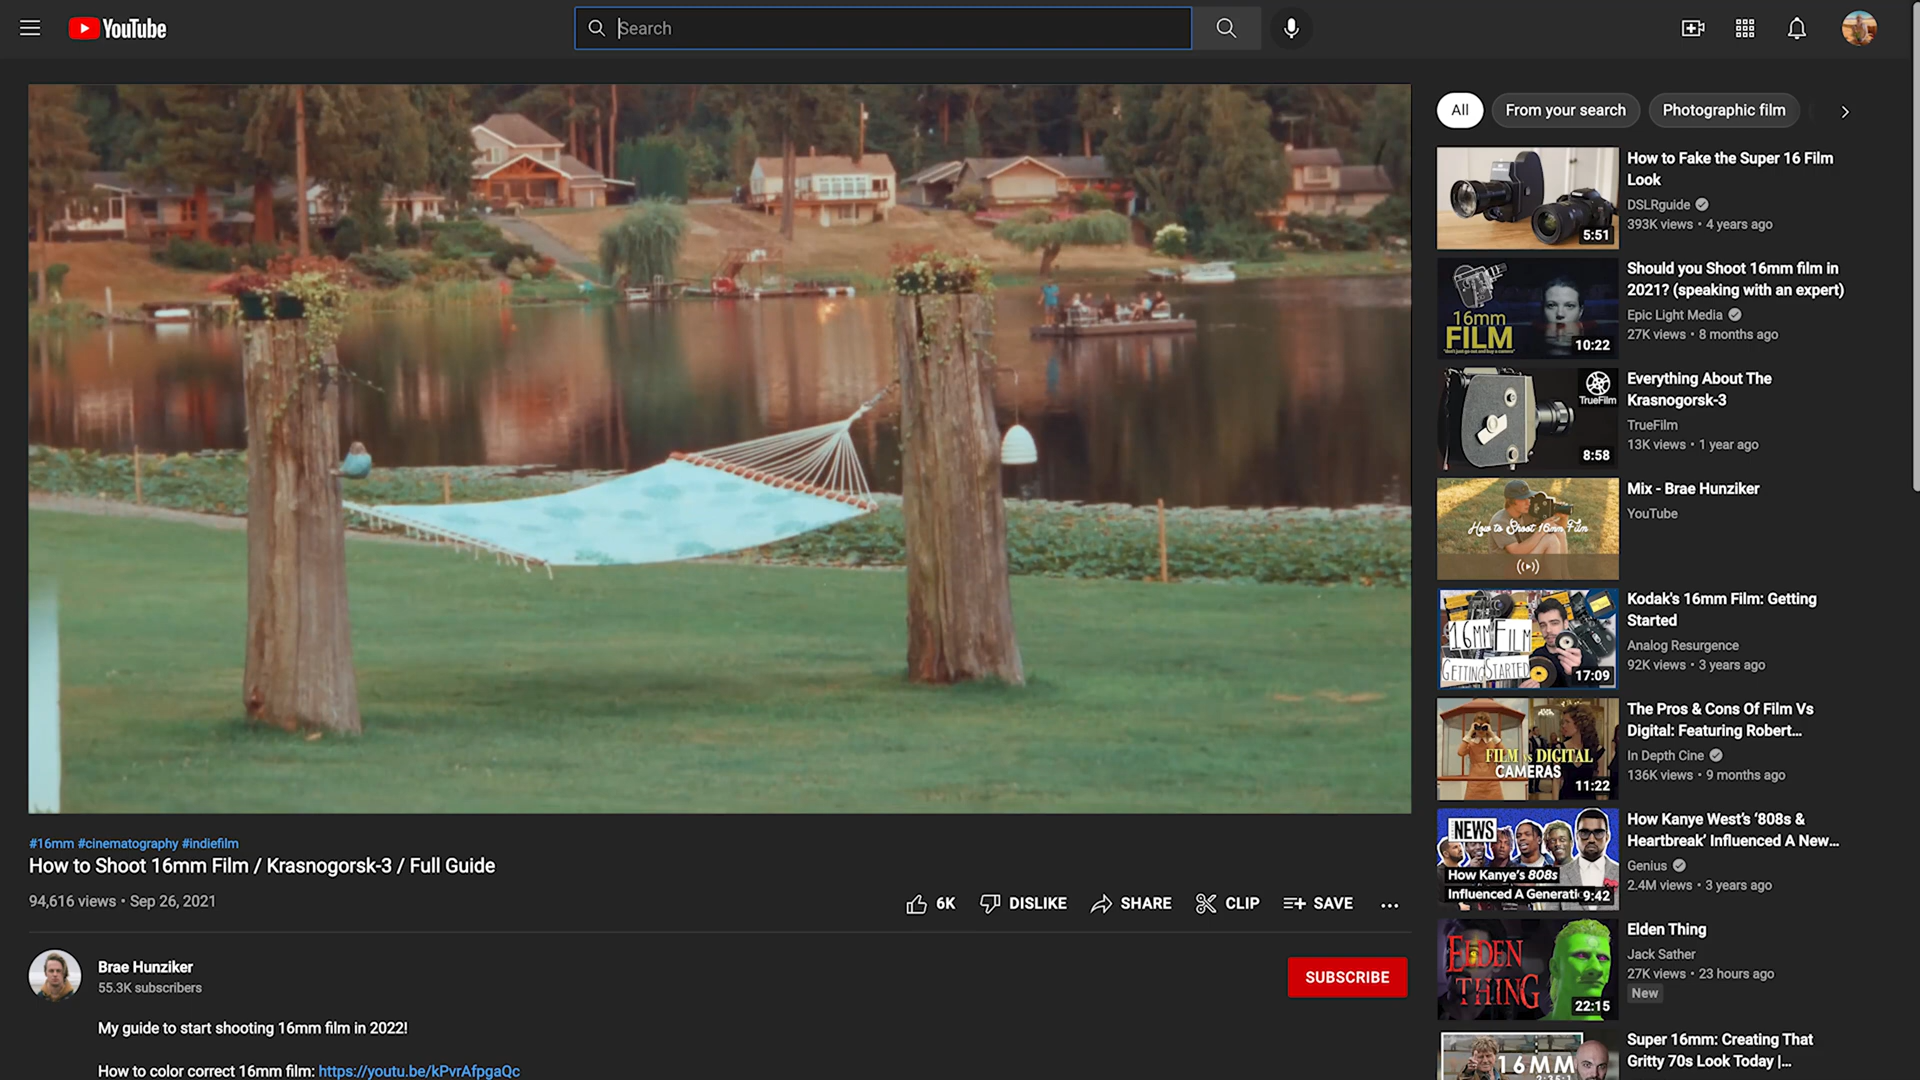 YouTube
Search
All
From your search
Photographic film
How to Fake the Super 16 Film
Look
DSLRguide
393K views • 4 years ago
5:51
16mm
FILM
10:22
Should you Shoot 16mm film in
2021? (speaking with an expert)
Epic Light Media
27K views • 8 months ago
TrueFilm
8:58
Everything About The
Krasnogorsk-3
TrueFilm
13K views • 1 year ago
How to Shoot 16mm Film
Mix - Brae Hunziker
YouTube
16MM FILM
GETTING STARTED
17:09
Kodak's 16mm Film: Getting
Started
Analog Resurgence
92K views • 3 years ago
FILM vs DIGITAL
CAMERAS
11:22
The Pros & Cons Of Film Vs
Digital: Featuring Robert...
In Depth Cine
136K views • 9 months ago
NEWS
How Kanye's 808s
Influenced A Generati
9:42
How Kanye West's ‘808s &
Heartbreak’ Influenced A New...
Genius
2.4M views • 3 years ago
ELDEN
THING
22:15
Elden Thing
Jack Sather
27K views • 23 hours ago
New
16MM
Super 16mm: Creating That
Gritty 70s Look Today |...
#16mm #cinematography #indiefilm
How to Shoot 16mm Film / Krasnogorsk-3 / Full Guide
94,616 views • Sep 26, 2021
6K
DISLIKE
SHARE
CLIP
SAVE
Brae Hunziker
55.3K subscribers
SUBSCRIBE
My guide to start shooting 16mm film in 2022!
How to color correct 16mm film: https://youtu.be/kPvrAfpgaQc